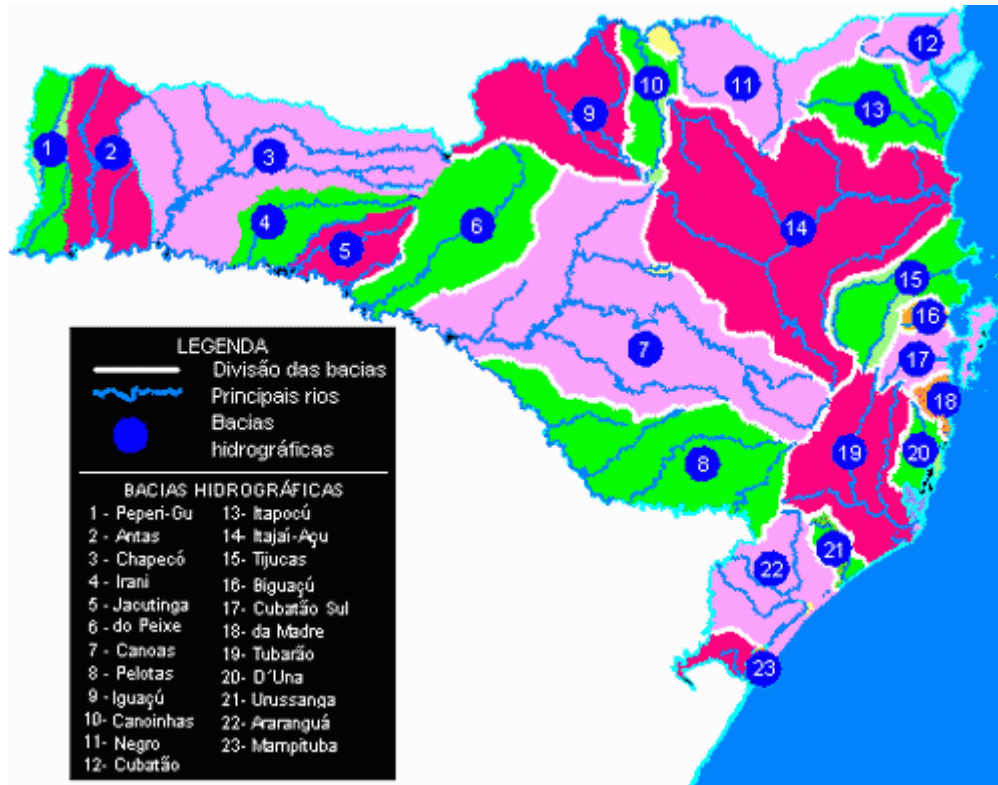 1
2
3
4
5
6
7
8
9
10
11
12
13
14
15
16
17
18
19
20
21
22
23
LEGENDA
Divisão das bacias
Principais rios
Bacias
hidrográficas
BACIAS HIDROGRÁFICAS
1 - Peperi-Gu
2 - Antas
3 - Chapecó
4 - Irani
5 - Jacutinga
6 - do Peixe
7 - Canoas
8 - Pelotas
9 - Iguaçú
10- Canoinhas
11- Negro
12- Cubatão
13- Itapocú
14- Itajaí-Açu
15- Tijucas
16- Biguaçú
17- Cubatão Sul
18- da Madre
19- Tubarão
20- D'Una
21- Urussanga
22- Araranguá
23- Mampituba